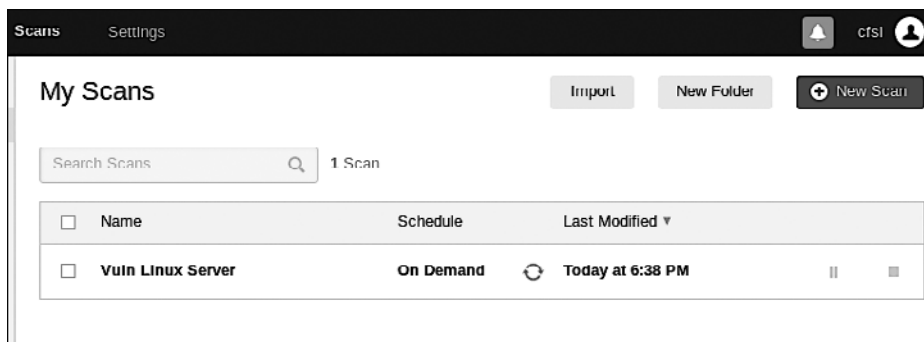 Scans Settings cfsl
My Scans Import New Folder New Scan
Search Scans 1 Scan
Name Schedule Last Modified
Vuln Linux Server On Demand Today at 6:38 PM